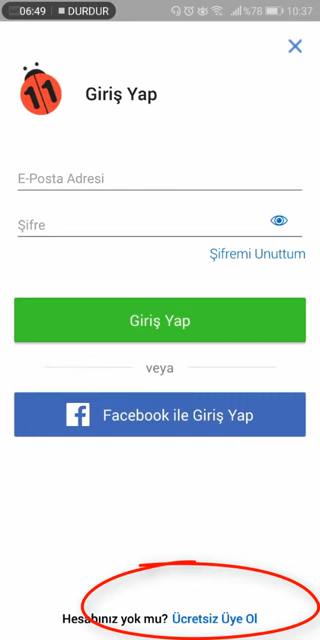 06:49 DURDUR %78 10:37
11
Giriş Yap
E-Posta Adresi
Şifre
Şifremi Unuttum
Giriş Yap
veya
f Facebook ile Giriş Yap
Hesabınız yok mu? Ücretsiz Üye Ol